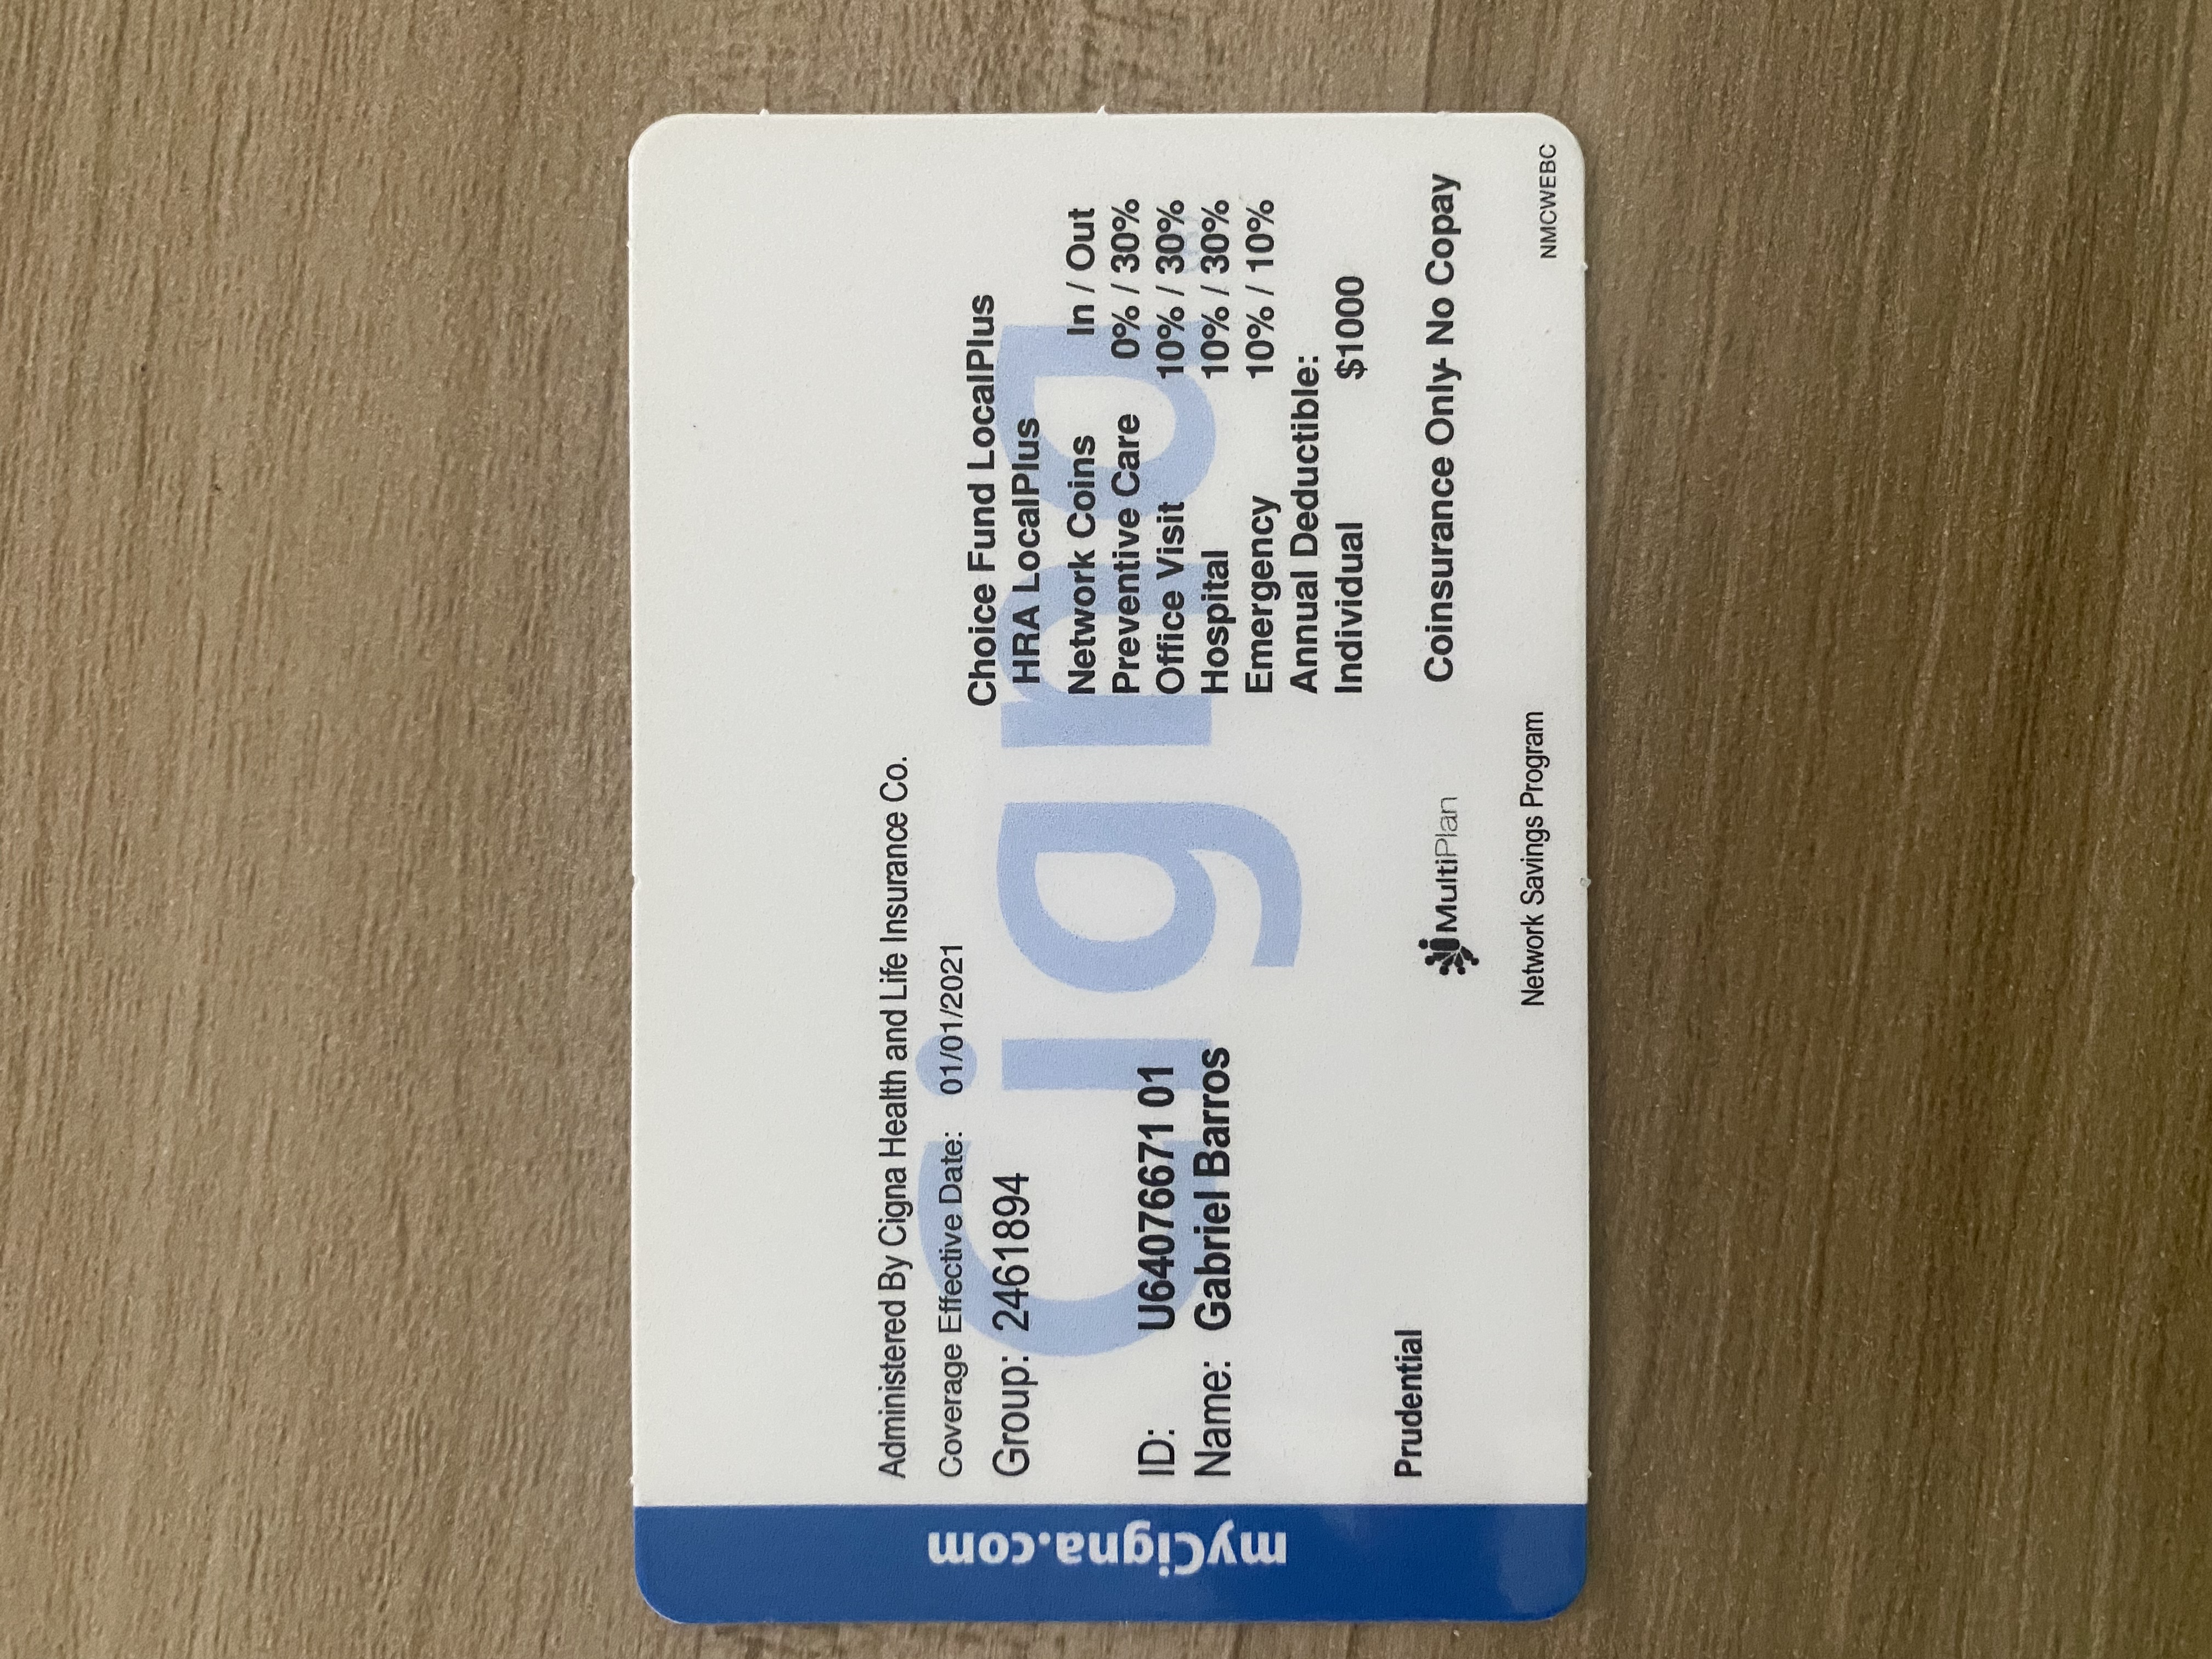 myCigna.com
Cigna
Administered By Cigna Health and Life Insurance Co.
Coverage Effective Date: 01/01/2021
Group: 2461894
ID: U64076671 01
Name: Gabriel Barros
Prudential
MultiPlan
Network Savings Program
Choice Fund LocalPlus
HRA LocalPlus
Network Coins In / Out
Preventive Care 0% / 30%
Office Visit 10% / 30%
Hospital 10% / 30%
Emergency 10% / 10%
Annual Deductible:
Individual $1000
Coinsurance Only- No Copay
NMCWEBC